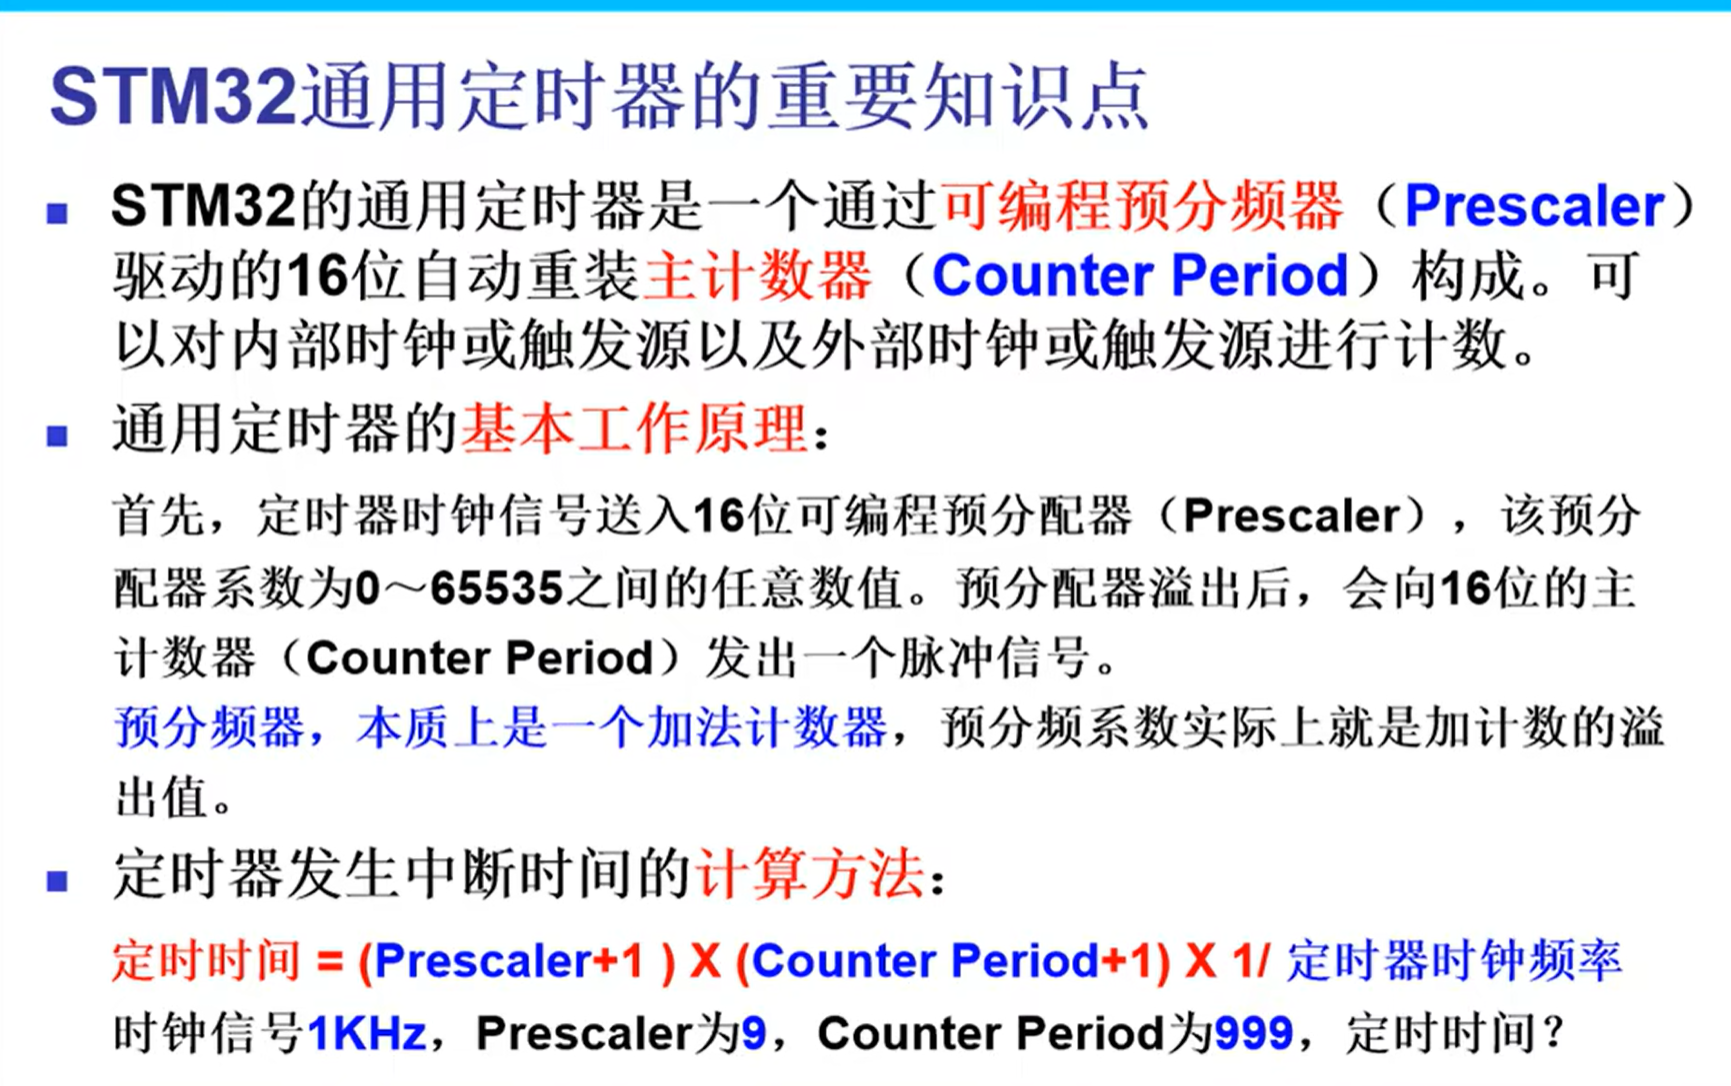 STM32通用定时器的重要知识点
STM32的通用定时器是一个通过可编程预分频器（Prescaler）
驱动的16位自动重装主计数器（Counter Period）构成。可
以对内部时钟或触发源以及外部时钟或触发源进行计数。
通用定时器的基本工作原理：
首先，定时器时钟信号送入16位可编程预分配器（Prescaler），该预分
配器系数为0～65535之间的任意数值。预分配器溢出后，会向16位的主
计数器（Counter Period）发出一个脉冲信号。
预分频器，本质上是一个加法计数器，预分频系数实际上就是加计数的溢
出值。
定时器发生中断时间的计算方法：
定时时间 = (Prescaler+1 ) X (Counter Period+1) X 1/ 定时器时钟频率
时钟信号1KHz，Prescaler为9，Counter Period为999，定时时间？